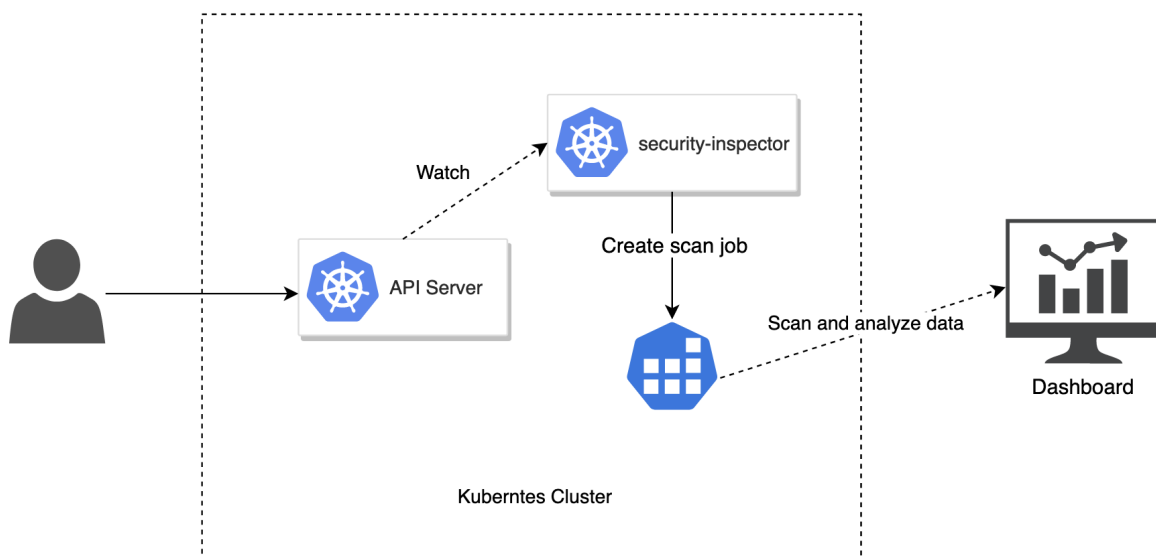 security-inspector
Watch
Create scan job
API Server
Scan and analyze data
Dashboard
Kuberntes Cluster